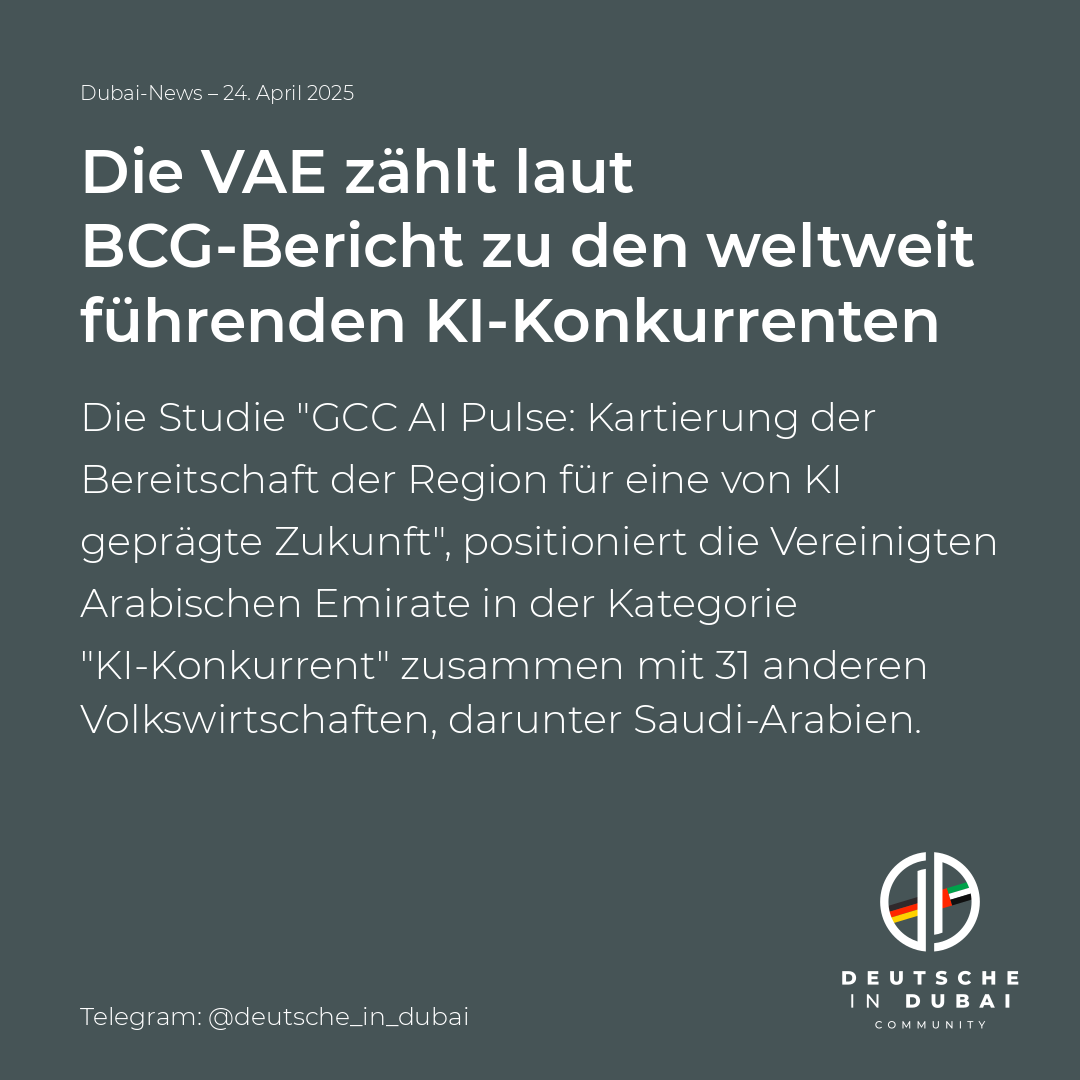 Dubai-News – 24. April 2025
Die VAE zählt laut
BCG-Bericht zu den weltweit
führenden KI-Konkurrenten
Die Studie "GCC AI Pulse: Kartierung der
Bereitschaft der Region für eine von KI
geprägte Zukunft", positioniert die Vereinigten
Arabischen Emirate in der Kategorie
"KI-Konkurrent" zusammen mit 31 anderen
Volkswirtschaften, darunter Saudi-Arabien.
DEUTSCHE
IN DUBAI
COMMUNITY
Telegram: @deutsche_in_dubai